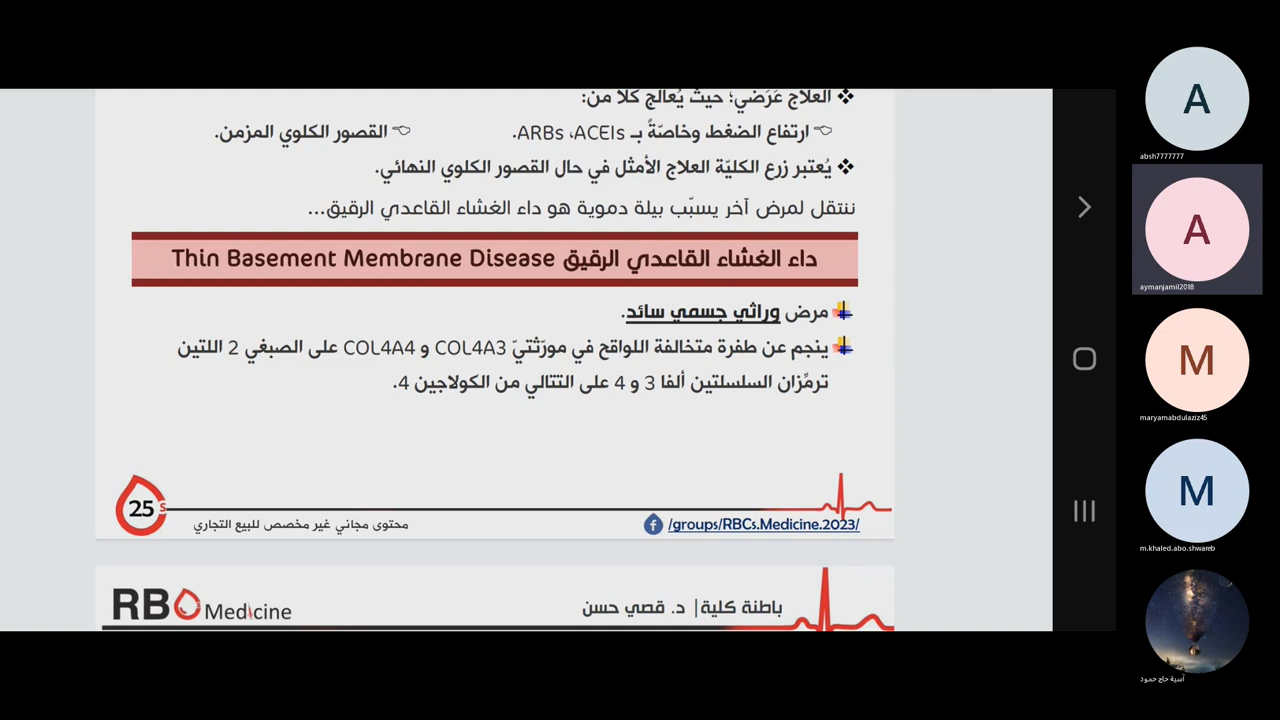 ❖ العلاج عَرَضي؛ حيث يُعالج كلاً من:
☜ ارتفاع الضغط وخاصّةً بـ ARBs ،ACEIs. ☜ القصور الكلوي المزمن.
❖ يُعتبر زرع الكليّة العلاج الأمثل في حال القصور الكلوي النهائي.
ننتقل لمرض آخر يسبّب بيلة دموية هو داء الغشاء القاعدي الرقيق...
داء الغشاء القاعدي الرقيق Thin Basement Membrane Disease
مرض وراثي جسمي سائد.
ينجم عن طفرة متخالفة اللواقح في مورّثتيّ COL4A3 و COL4A4 على الصبغي 2 اللتين
ترمِّزان السلسلتين ألفا 3 و 4 على التتالي من الكولاجين 4.
25
محتوى مجاني غير مخصص للبيع التجاري
/groups/RBCs.Medicine.2023/
RB Medicine
باطنة كلية| د. قصي حسن
A
absh7777777
A
aymanjamil2018
M
maryamabdulaziz45
M
m.khaled.abo.shwareb
آسية حاج حمود